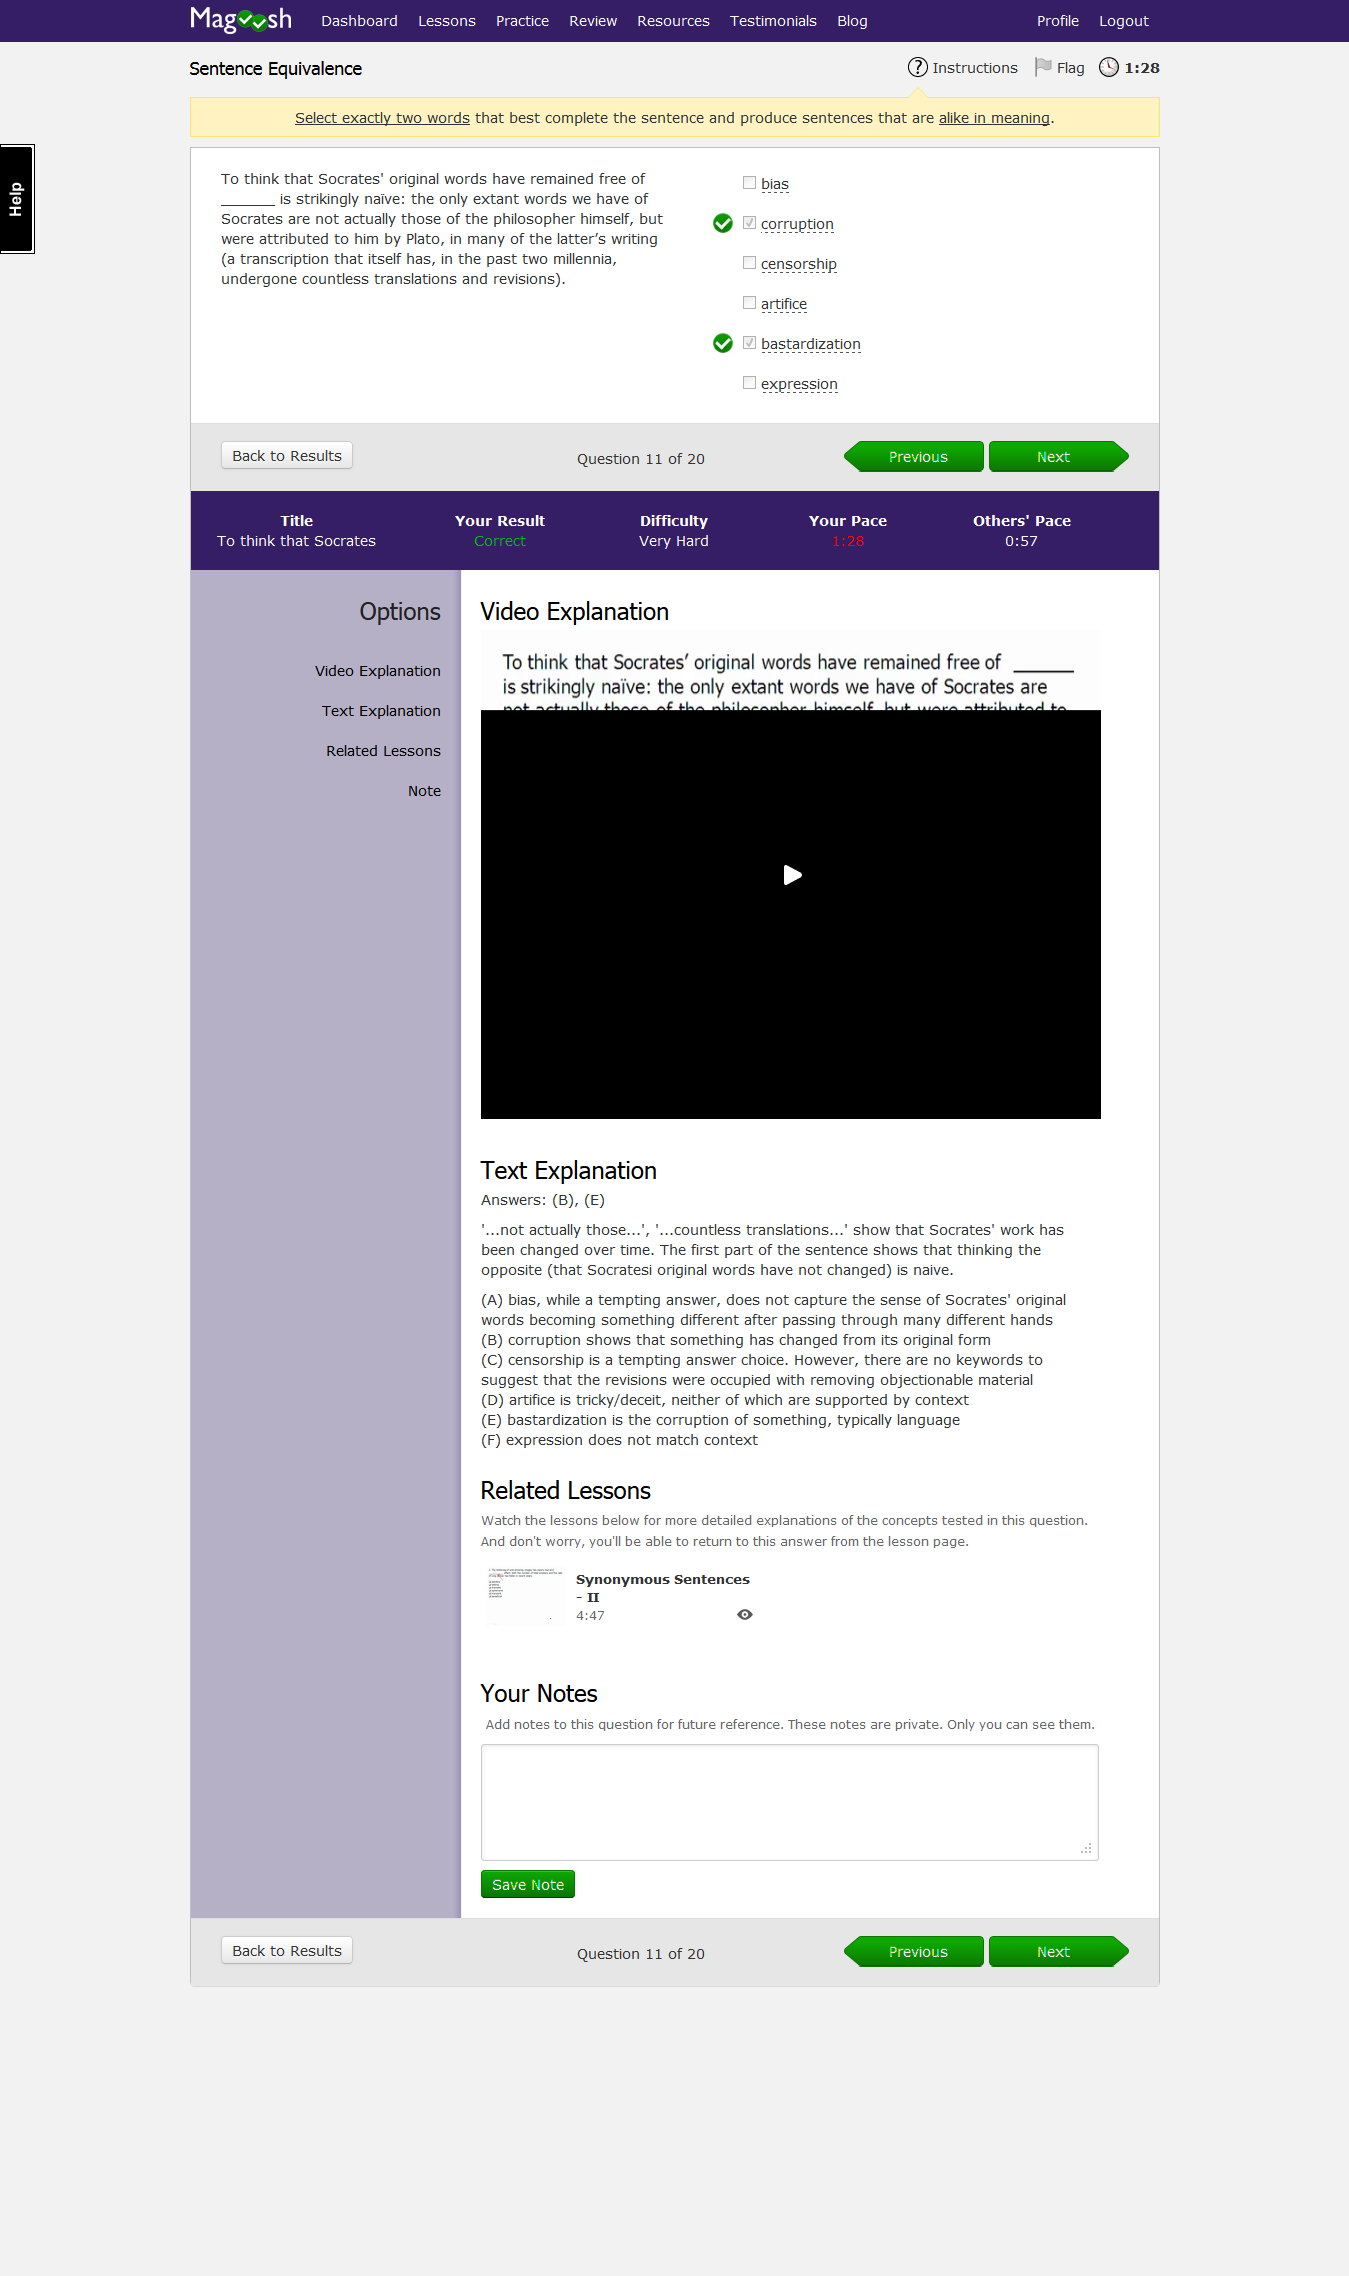 Magoosh Dashboard Lessons Practice Review Resources Testimonials Blog Profile Logout
Sentence Equivalence
Instructions Flag 1:28
Select exactly two words that best complete the sentence and produce sentences that are alike in meaning.
Help
To think that Socrates' original words have remained free of
______ is strikingly naïve: the only extant words we have of
Socrates are not actually those of the philosopher himself, but
were attributed to him by Plato, in many of the latter’s writing
(a transcription that itself has, in the past two millennia,
undergone countless translations and revisions).
bias
corruption
censorship
artifice
bastardization
expression
Back to Results Question 11 of 20 Previous Next
Title Your Result Difficulty Your Pace Others' Pace
To think that Socrates Correct Very Hard 1:28 0:57
Options
Video Explanation
Text Explanation
Related Lessons
Note
Video Explanation
To think that Socrates’ original words have remained free of ______
is strikingly naïve: the only extant words we have of Socrates are
not actually those of the philosopher himself, but were attributed to
Text Explanation
Answers: (B), (E)
'...not actually those...', '...countless translations...' show that Socrates' work has
been changed over time. The first part of the sentence shows that thinking the
opposite (that Socratesi original words have not changed) is naive.
(A) bias, while a tempting answer, does not capture the sense of Socrates' original
words becoming something different after passing through many different hands
(B) corruption shows that something has changed from its original form
(C) censorship is a tempting answer choice. However, there are no keywords to
suggest that the revisions were occupied with removing objectionable material
(D) artifice is tricky/deceit, neither of which are supported by context
(E) bastardization is the corruption of something, typically language
(F) expression does not match context
Related Lessons
Watch the lessons below for more detailed explanations of the concepts tested in this question.
And don't worry, you'll be able to return to this answer from the lesson page.
Synonymous Sentences
- II
4:47
Your Notes
Add notes to this question for future reference. These notes are private. Only you can see them.
Save Note
Back to Results Question 11 of 20 Previous Next